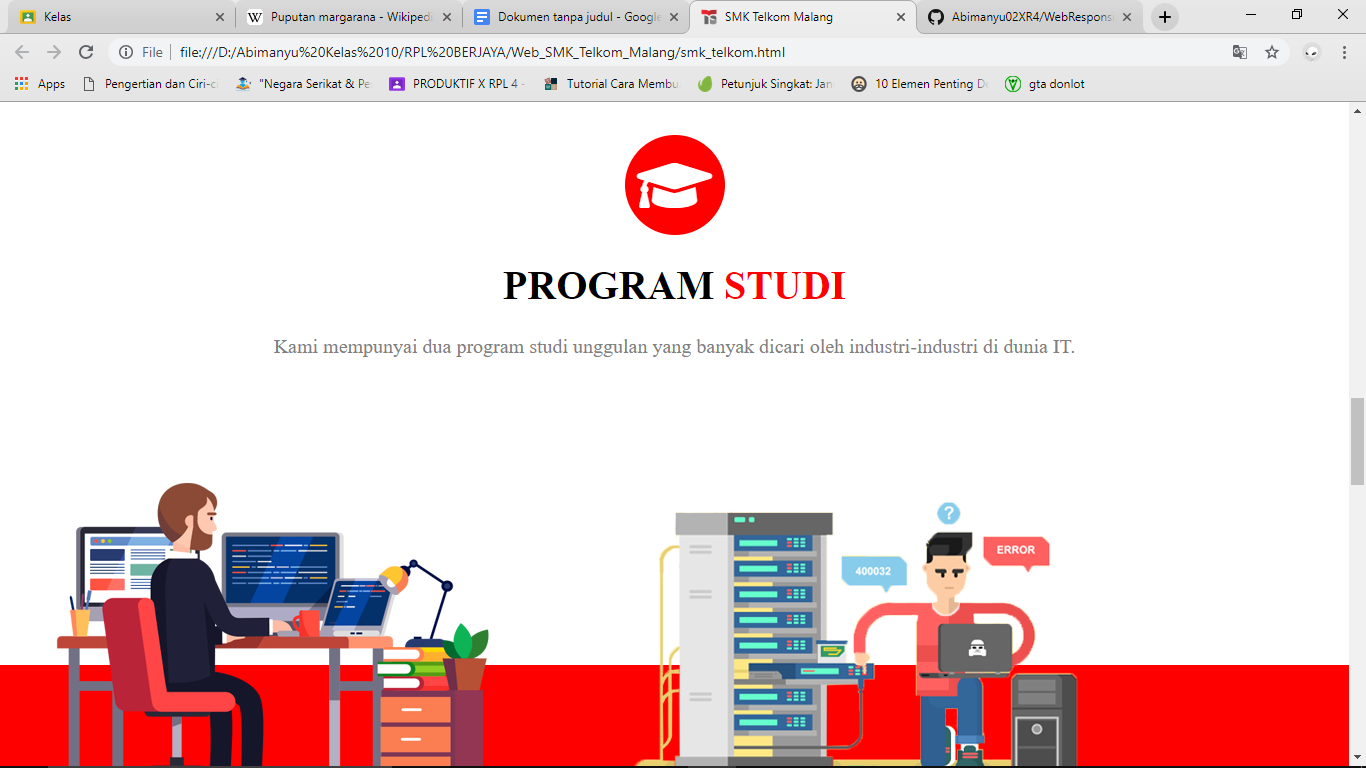 Kelas
Puputan margarana - Wikiped
Dokumen tanpa judul - Google
SMK Telkom Malang
Abimanyu02XR4/WebRespons
File
file:///D:/Abimanyu%20Kelas%2010/RPL%20BERJAYA/Web_SMK_Telkom_Malang/smk_telkom.html
Apps
Pengertian dan Ciri-c
"Negara Serikat & Pe
PRODUKTIF X RPL 4 -
Tutorial Cara Membu
Petunjuk Singkat: Jan
10 Elemen Penting D
gta donlot
PROGRAM STUDI
Kami mempunyai dua program studi unggulan yang banyak dicari oleh industri-industri di dunia IT.
?
ERROR
400032